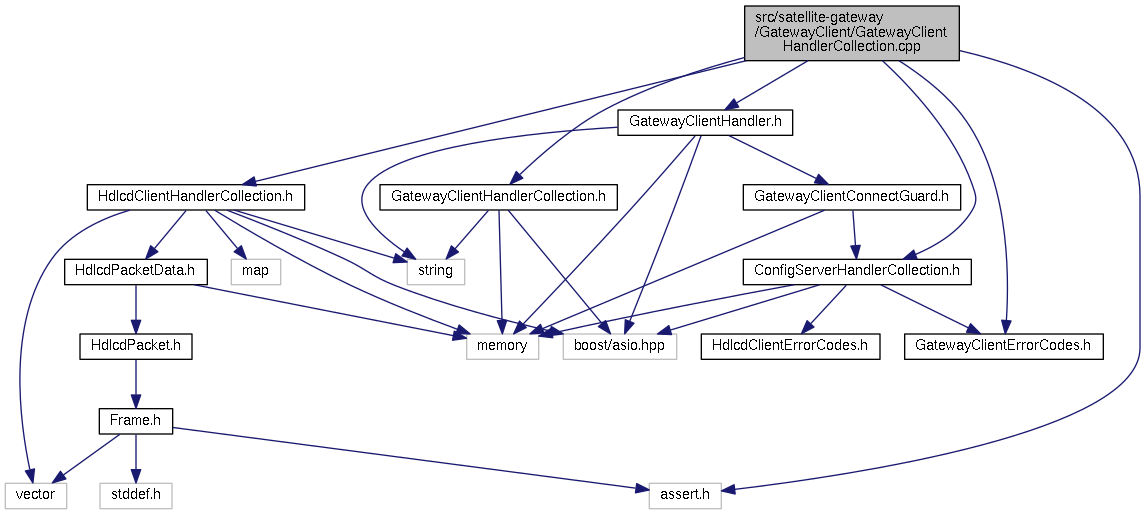 src/satellite-gateway
/GatewayClient/GatewayClient
HandlerCollection.cpp
GatewayClientHandler.h
HdlcdClientHandlerCollection.h
GatewayClientHandlerCollection.h
GatewayClientConnectGuard.h
HdlcdPacketData.h
map
string
ConfigServerHandlerCollection.h
HdlcdPacket.h
memory
boost/asio.hpp
HdlcdClientErrorCodes.h
GatewayClientErrorCodes.h
Frame.h
vector
stddef.h
assert.h